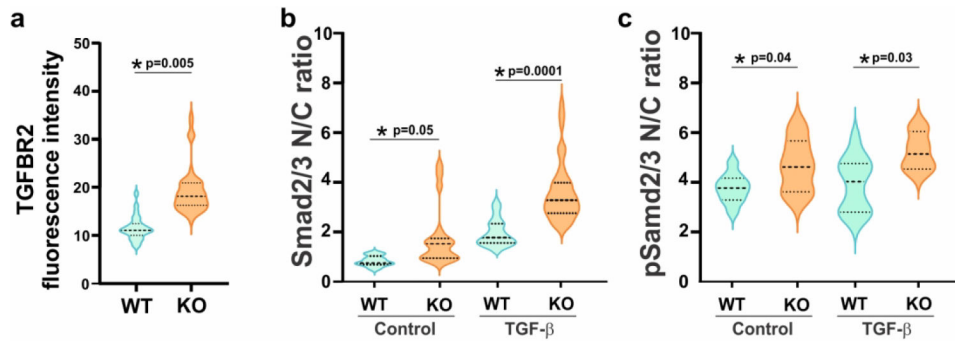 a
TGFBR2
fluorescence intensity
50
40
30
20
10
0
* p=0.005
WT KO
b
Smad2/3 N/C ratio
10
8
6
4
2
0
* p=0.05
* p=0.0001
WT KO WT KO
Control TGF-β
c
pSamd2/3 N/C ratio
10
8
6
4
2
0
* p=0.04
* p=0.03
WT KO WT KO
Control TGF-β